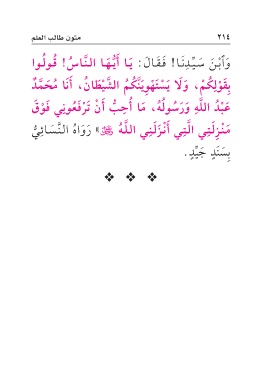 ٢١٤ متون طالب العلم
وَٱبْنَ سَيِّدِنَا! فَقَالَ: يَا أَيُّهَا النَّاسُ! قُولُوا
بِقَوْلِكُمْ، وَلَا يَسْتَهْوِيَنَّكُمُ الشَّيْطَانُ، أَنَا مُحَمَّدٌ
عَبْدُ اللَّهِ وَرَسُولُهُ، مَا أُحِبُّ أَنْ تَرْفَعُونِي فَوْقَ
مَنْزِلَتِي الَّتِي أَنْزَلَنِي اللَّهُ ﷻ» رَوَاهُ النَّسَائِيُّ
بِسَنَدٍ جَيِّدٍ.